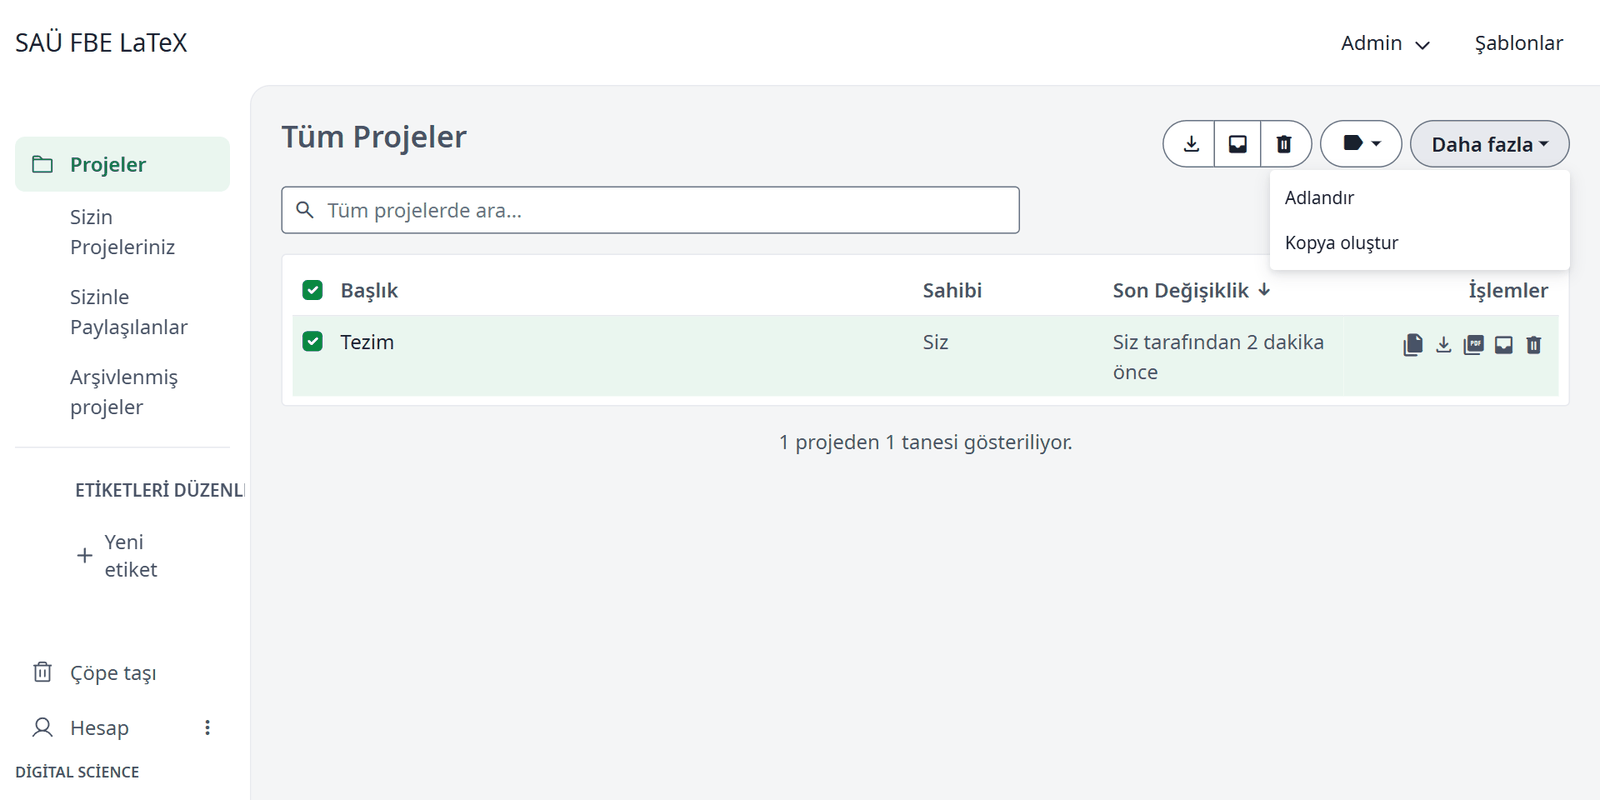 SAÜ FBE LaTeX
Admin
Şablonlar
Projeler
Sizin
Projeleriniz
Sizinle
Paylaşılanlar
Arşivlenmiş
projeler
ETİKETLERİ DÜZENL
Yeni
etiket
Çöpe taşı
Hesap
DİGİTAL SCİENCE
Tüm Projeler
Daha fazla
Adlandır
Kopya oluştur
Tüm projelerde ara...
Başlık Sahibi Son Değişiklik ↓ İşlemler
Tezim Siz Siz tarafından 2 dakika
önce
PDF
1 projeden 1 tanesi gösteriliyor.